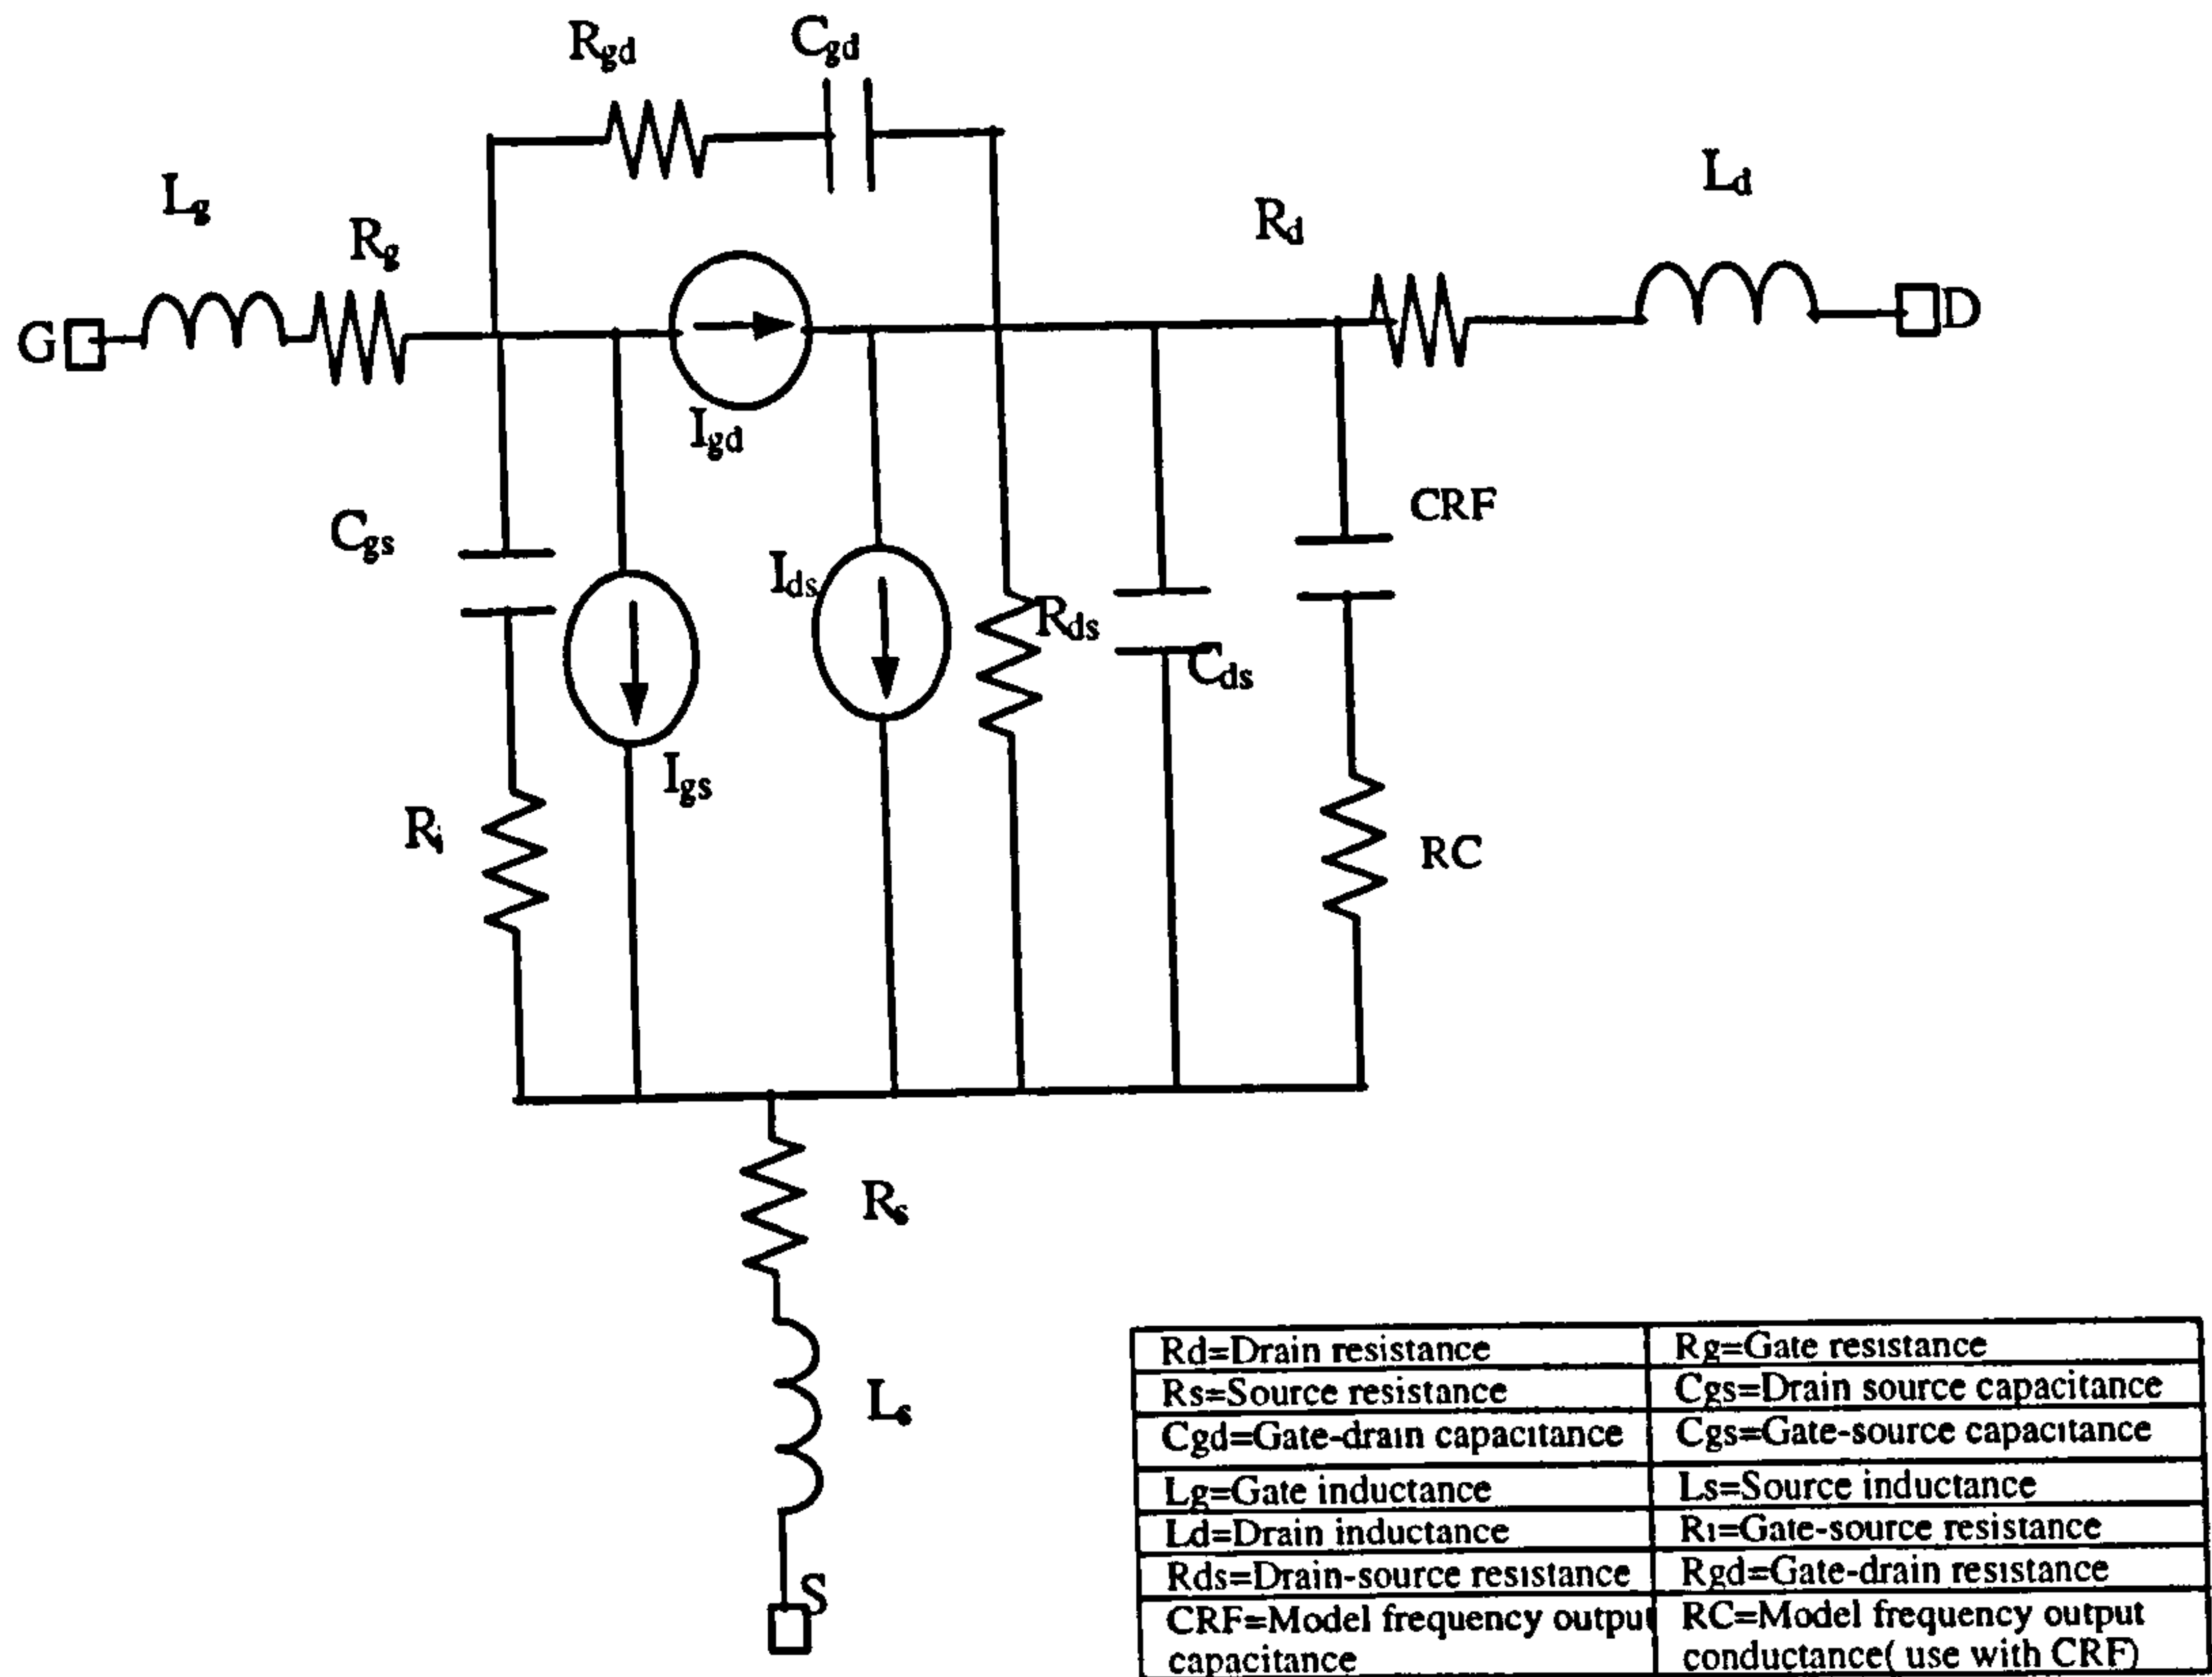 Rgd
Cgd
Lg
Rg
Ld
Rd
G
D
Igd
Cgs
CRF
Ids
Rds
Cds
Igs
Ri
RC
Rs
Ls
S
Rd=Drain resistance Rg=Gate resistance
Rs=Source resistance Cgs=Drain source capacitance
Cgd=Gate-drain capacitance Cgs=Gate-source capacitance
Lg=Gate inductance Ls=Source inductance
Ld=Drain inductance Ri=Gate-source resistance
Rds=Drain-source resistance Rgd=Gate-drain resistance
CRF=Model frequency output capacitance
RC=Model frequency output conductance( use with CRF)